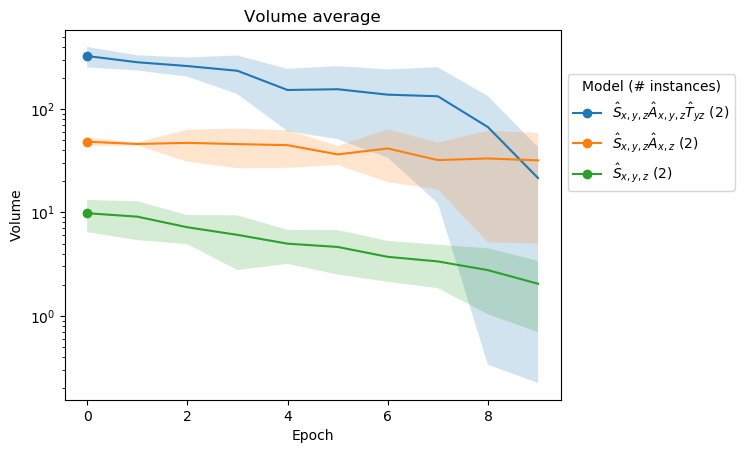 Volume average
Volume
10²
10¹
10⁰
0 2 4 6 8
Epoch
Model (# instances)
Ŝx,y,zÂx,y,zT̂yz (2)
Ŝx,y,zÂx,z (2)
Ŝx,y,z (2)